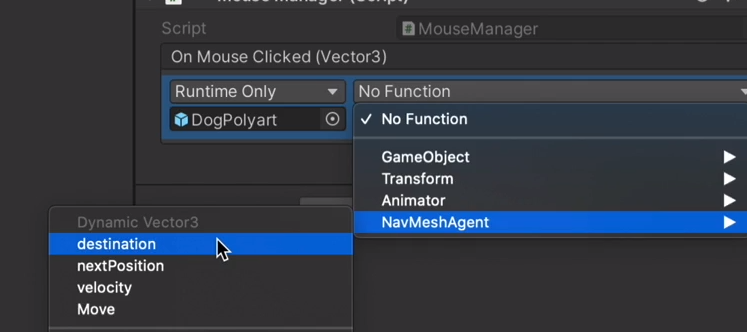 Mouse Manager (Script)
Script
MouseManager
On Mouse Clicked (Vector3)
Runtime Only
No Function
DogPolyart
No Function
GameObject
Transform
Animator
NavMeshAgent
Dynamic Vector3
destination
nextPosition
velocity
Move